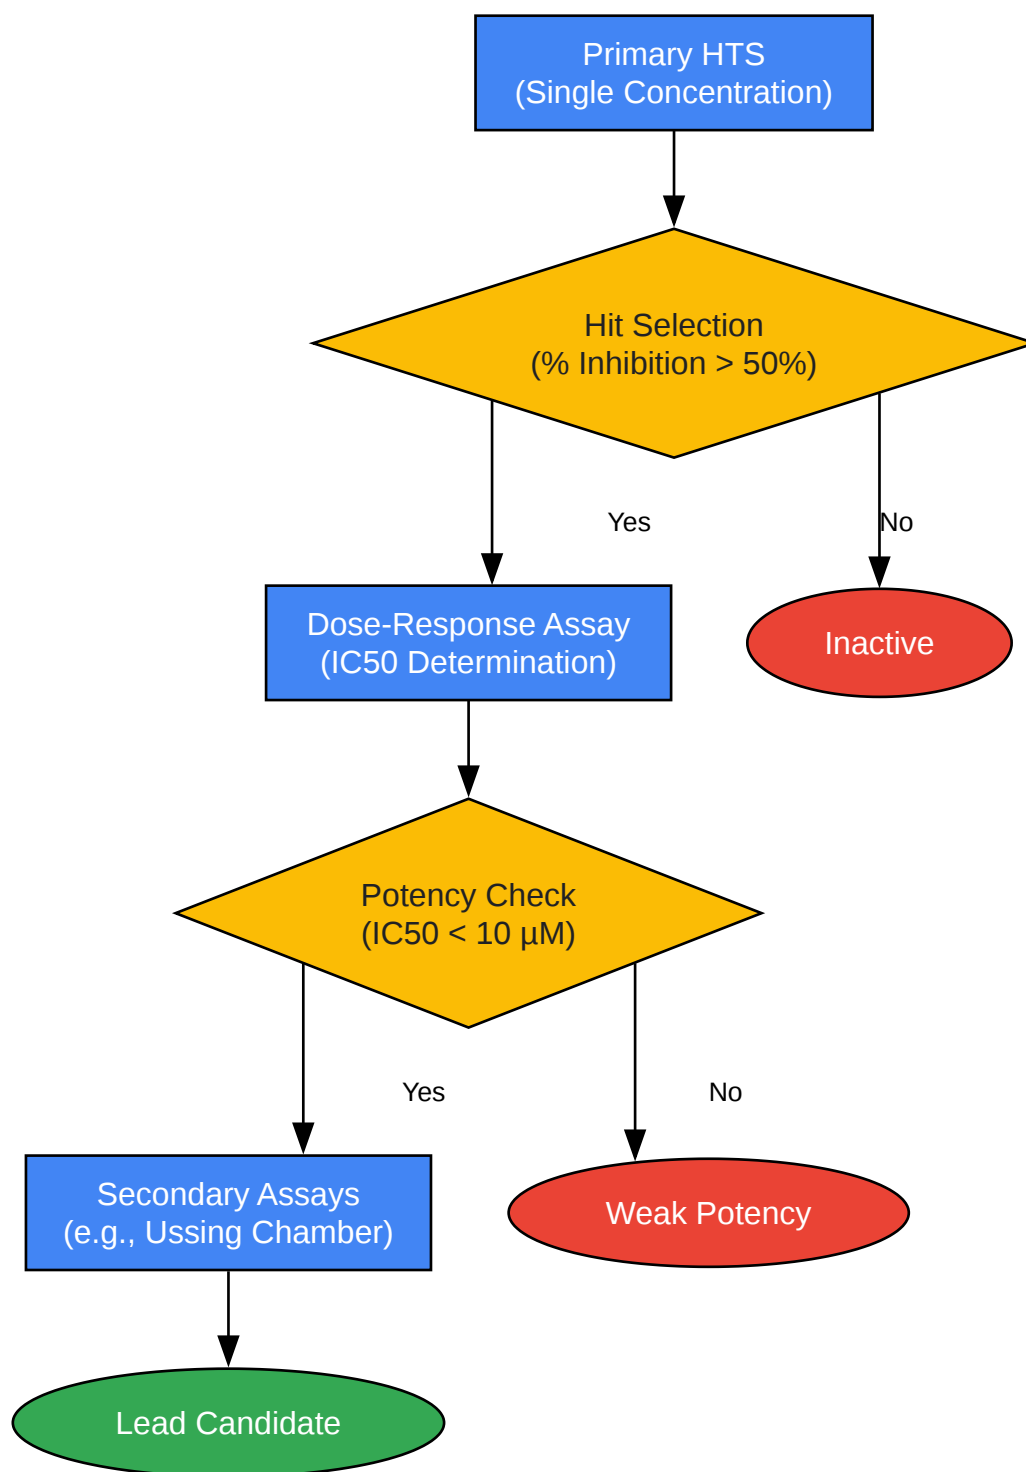 Primary HTS
(Single Concentration)
Hit Selection
(% Inhibition > 50%)
Yes
No
Dose-Response Assay
(IC50 Determination)
Inactive
Potency Check
(IC50 < 10 µM)
Yes
No
Secondary Assays
(e.g., Ussing Chamber)
Weak Potency
Lead Candidate